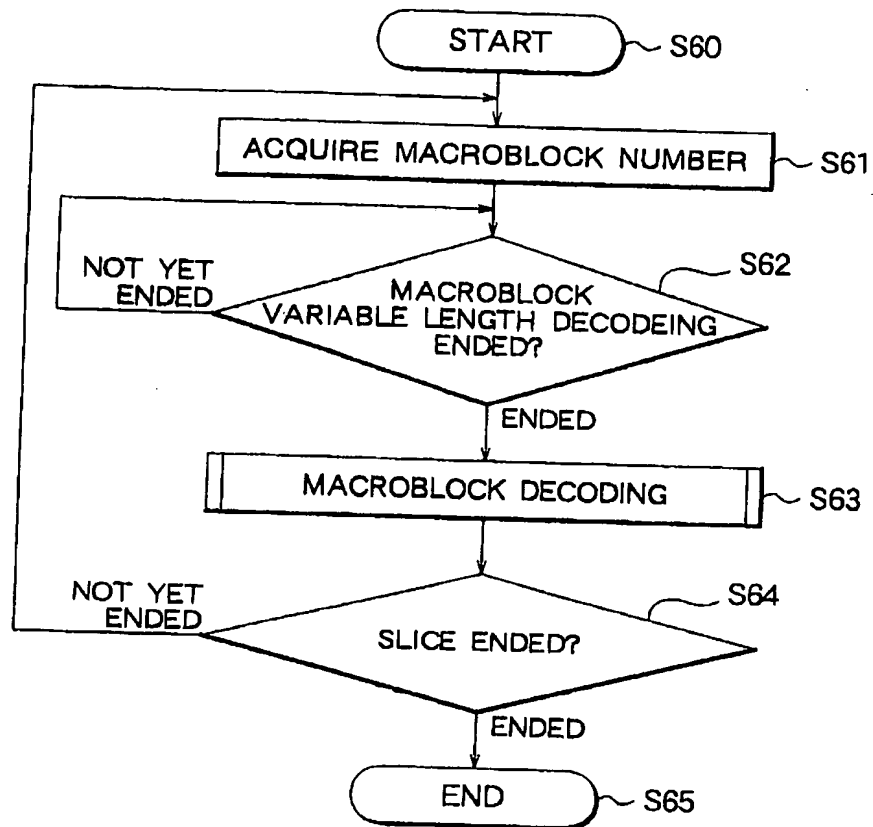 START
S60
ACQUIRE MACROBLOCK NUMBER
S61
S62
NOT YET
ENDED
MACROBLOCK
VARIABLE LENGTH DECODEING
ENDED?
ENDED
MACROBLOCK DECODING
S63
NOT YET
ENDED
S64
SLICE ENDED?
ENDED
END
S65